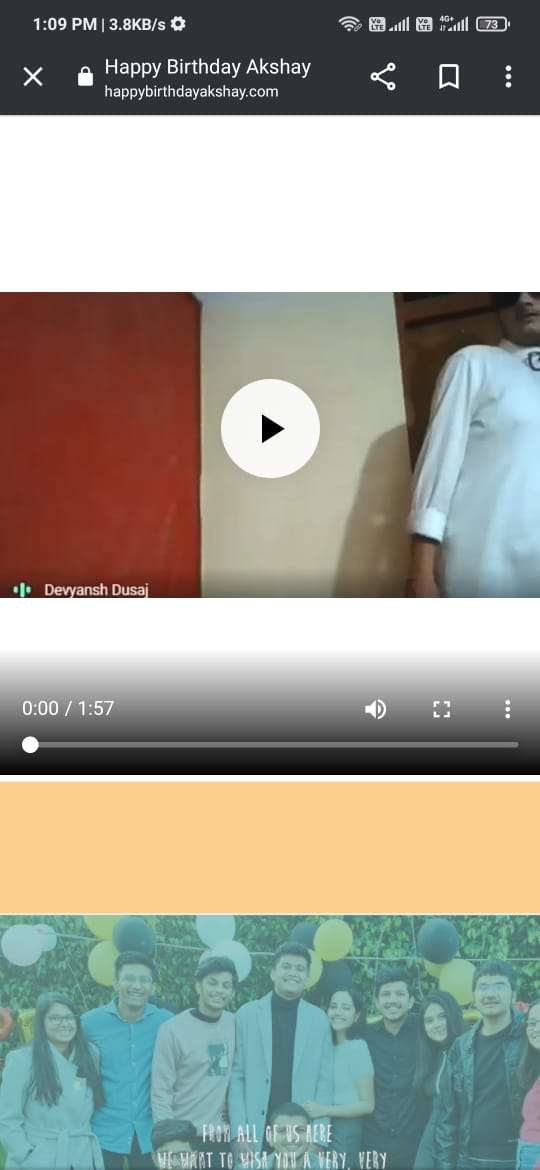 1:09 PM | 3.8KB/s
Vo LTE
Vo LTE
4G+
73
Happy Birthday Akshay
happybirthdayakshay.com
Devyansh Dusaj
0:00 / 1:57
FROM ALL OF US HERE
WE WANT TO WISH YOU A VERY, VERY